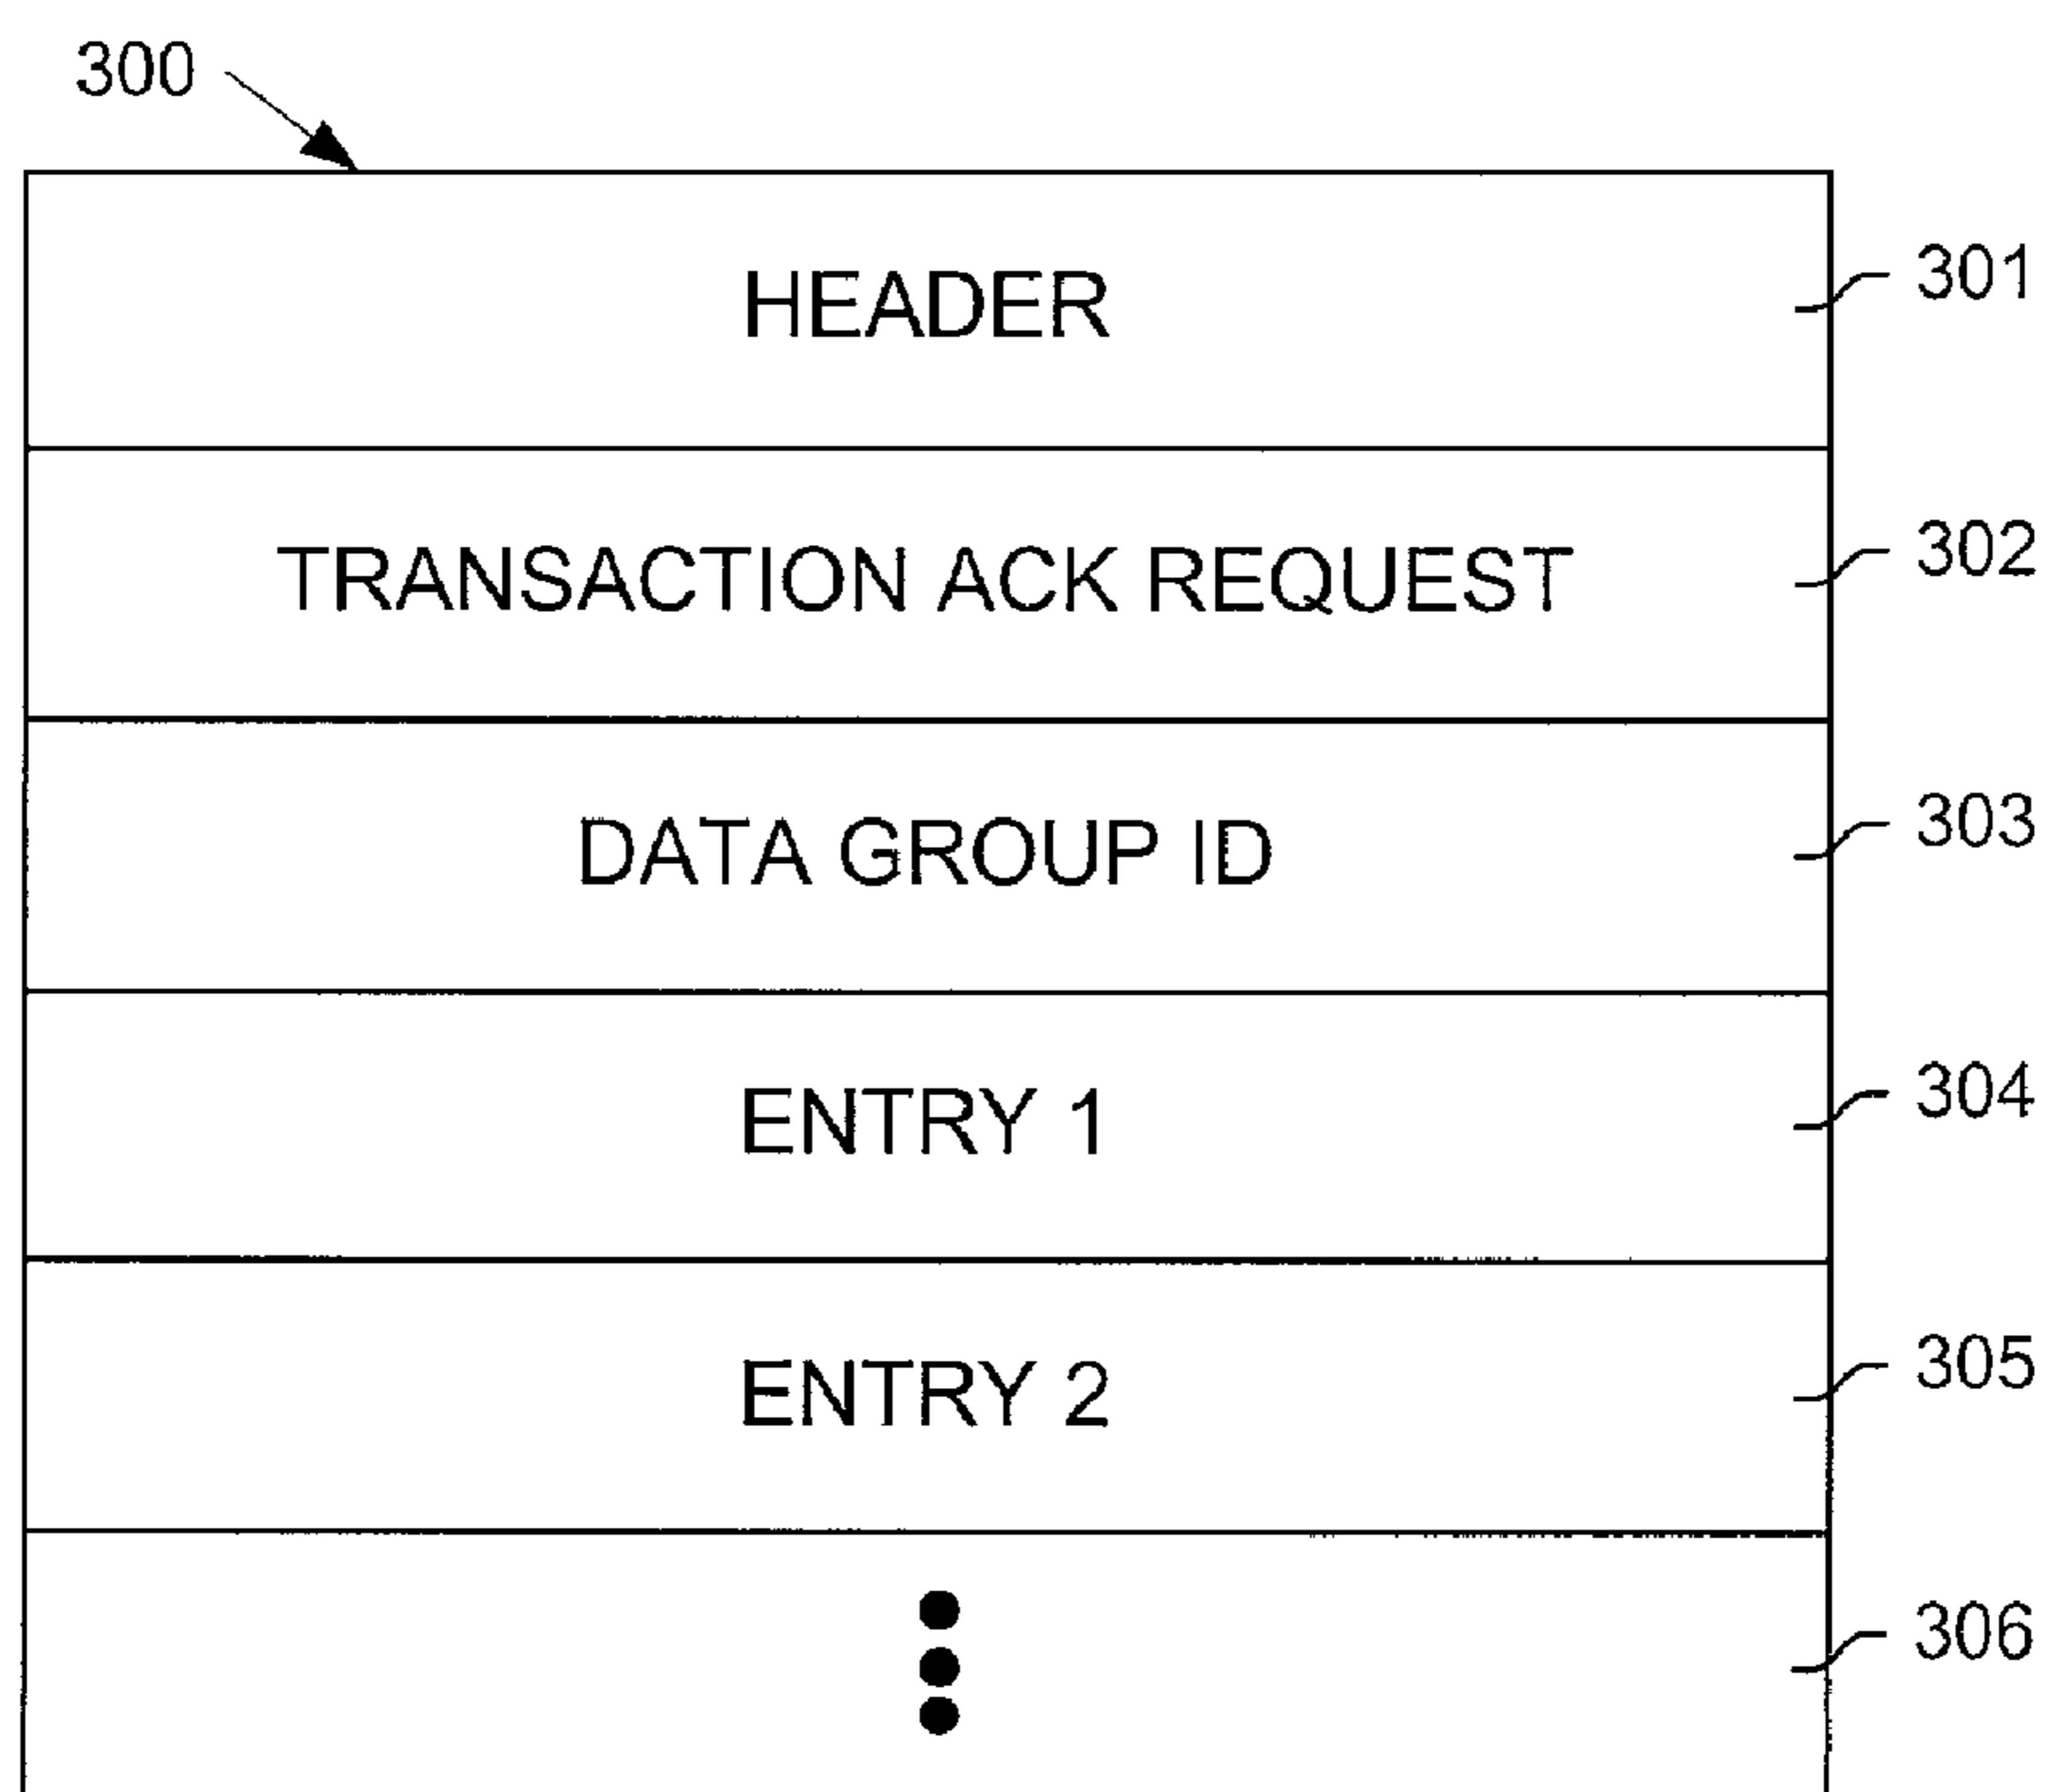 300
HEADER
301
TRANSACTION ACK REQUEST
302
DATA GROUP ID
303
ENTRY 1
304
ENTRY 2
305
306